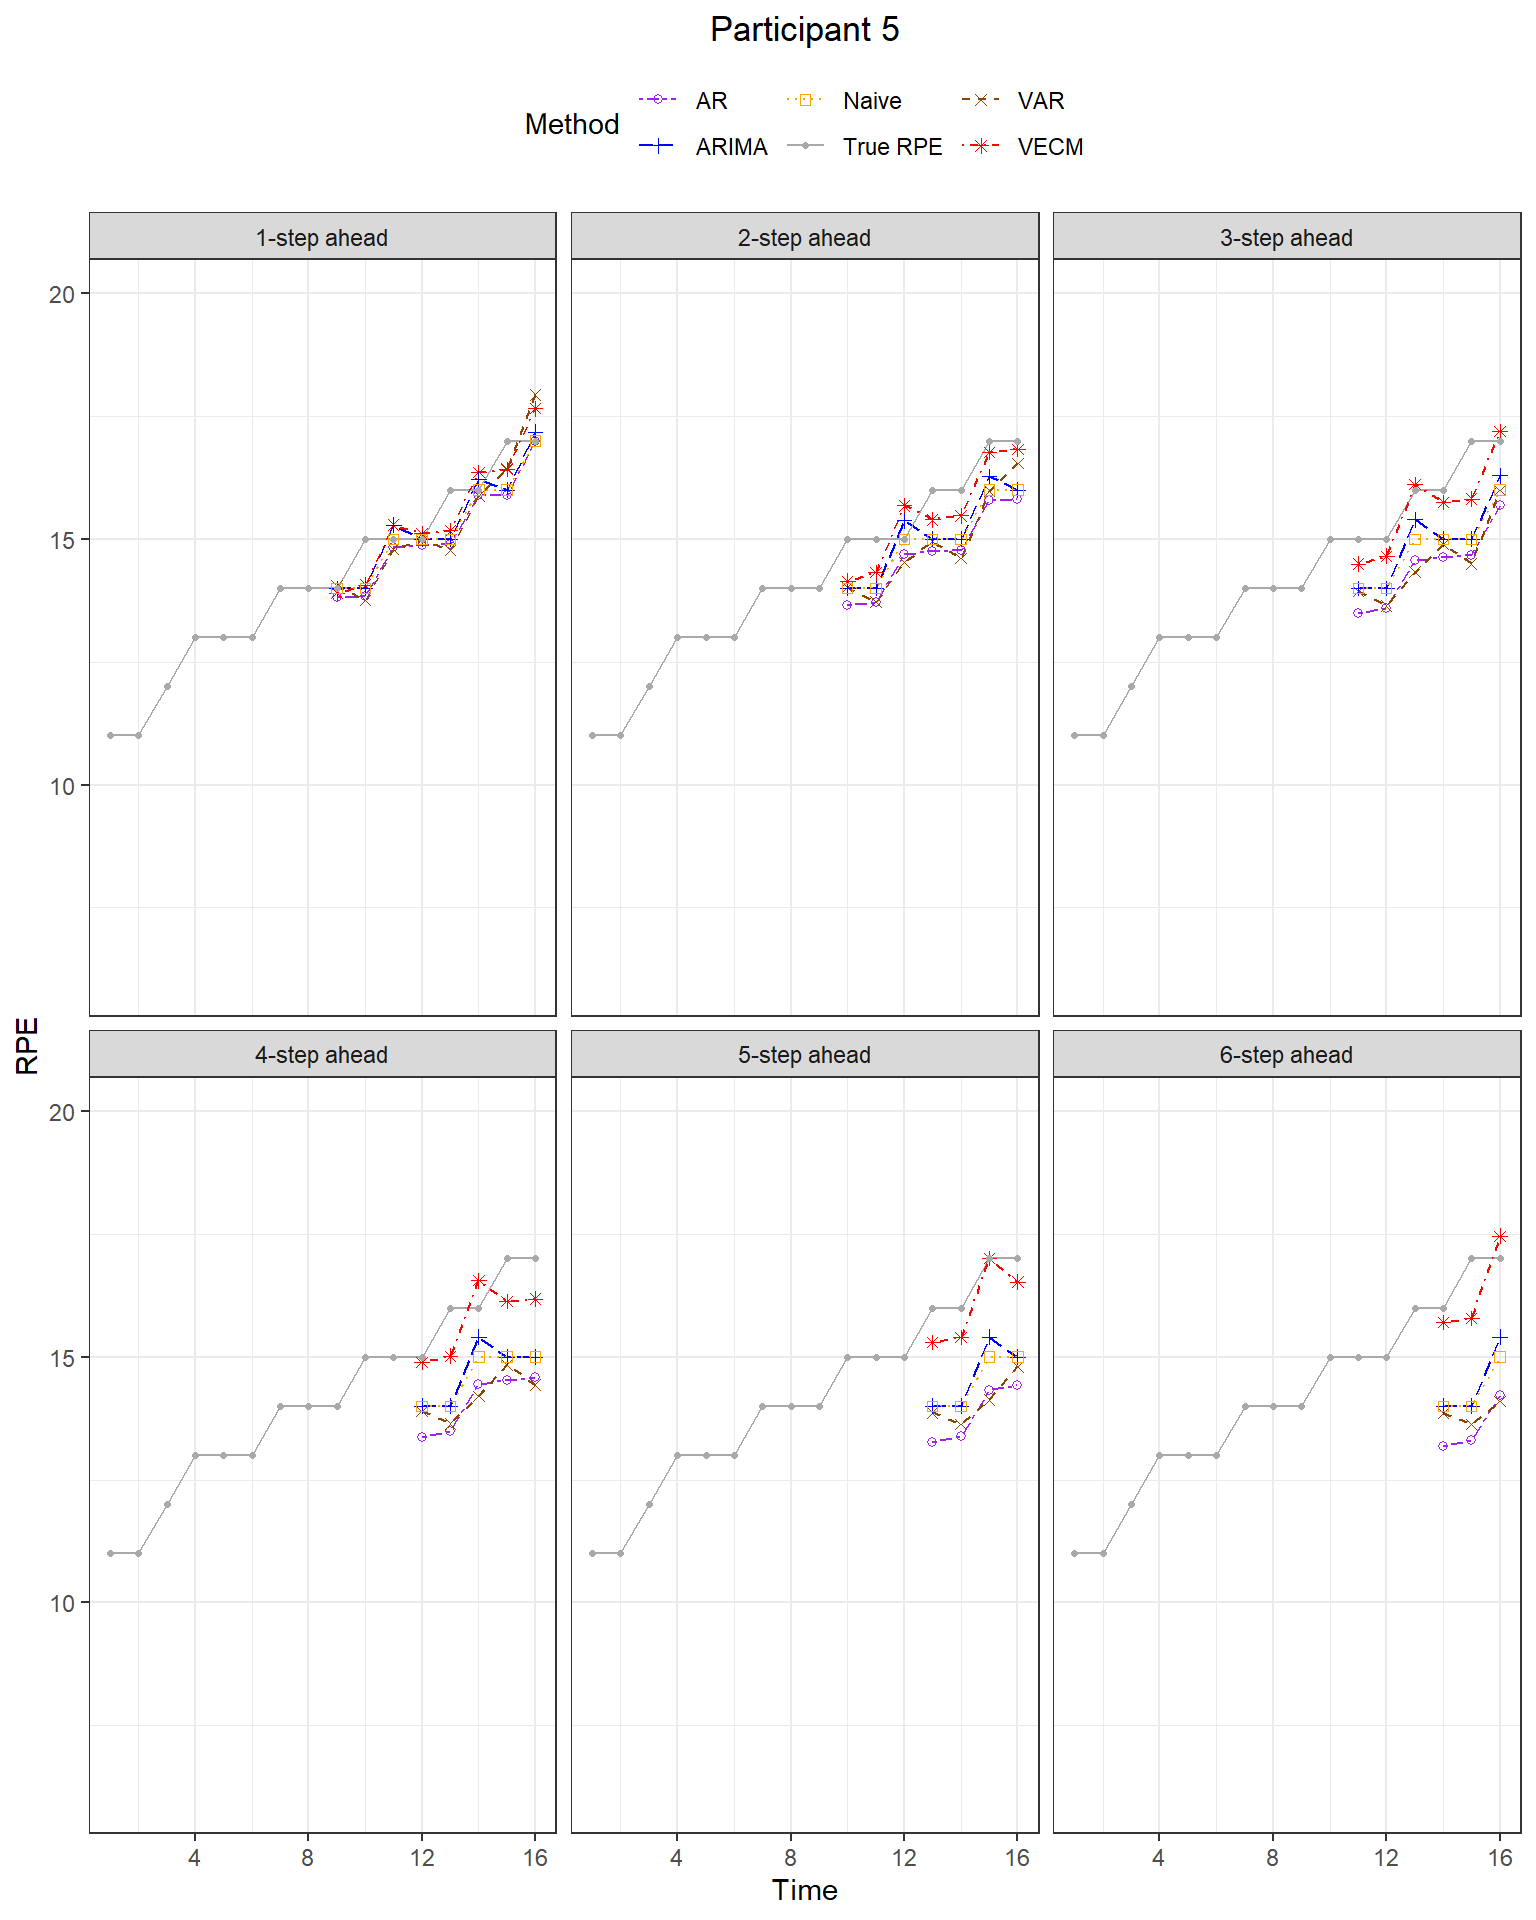 Participant 5
Method
AR Naive VAR
ARIMA True RPE VECM
1-step ahead 2-step ahead 3-step ahead
20
15
10
RPE
4-step ahead 5-step ahead 6-step ahead
20
15
10
4 8 12 16 4 8 12 16 4 8 12 16
Time